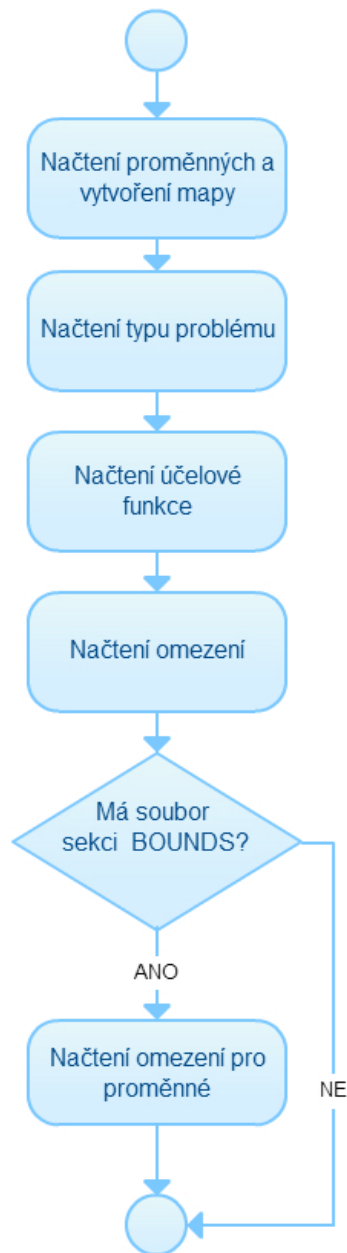 Načtení proměnných a
vytvoření mapy
Načtení typu problému
Načtení účelové
funkce
Načtení omezení
Má soubor
sekci  BOUNDS?
ANO
Načtení omezení pro
proměnné
NE